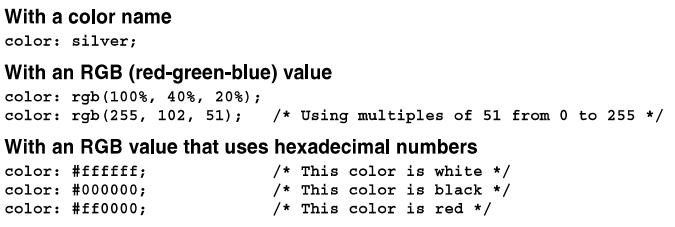 With a color name
color: silver;
With an RGB (red-green-blue) value
color: rgb(100%, 40%, 20%);
color: rgb(255, 102, 51);   /* Using multiples of 51 from 0 to 255 */
With an RGB value that uses hexadecimal numbers
color: #ffffff;             /* This color is white */
color: #000000;             /* This color is black */
color: #ff0000;             /* This color is red */